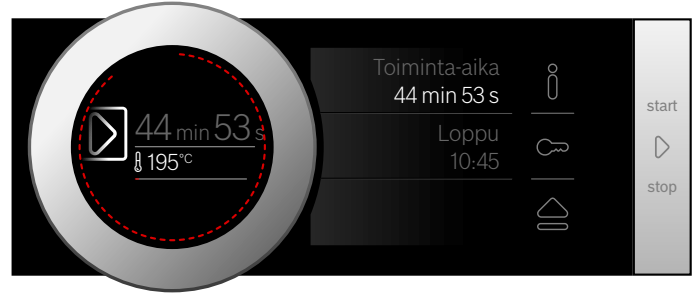 44 min 53 s
195°C
Toiminta-aika
44 min 53 s
Loppu
10:45
start
stop